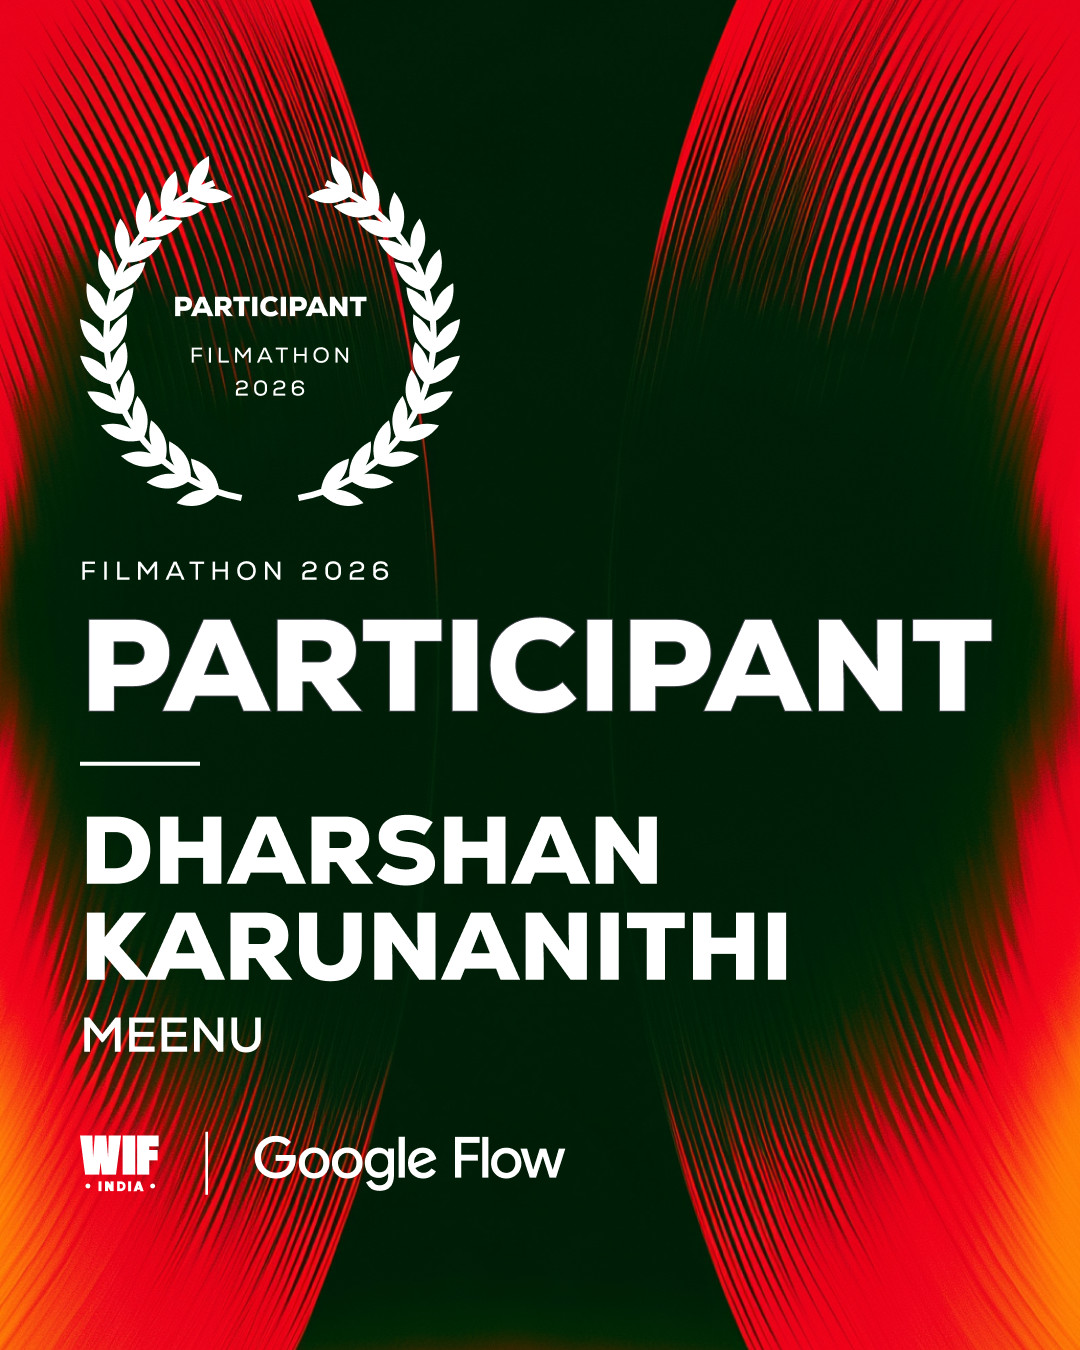 PARTICIPANT
FILMATHON
2026
FILMATHON 2026
PARTICIPANT
DHARSHAN
KARUNANITHI
MEENU
WIF
• INDIA •
Google Flow